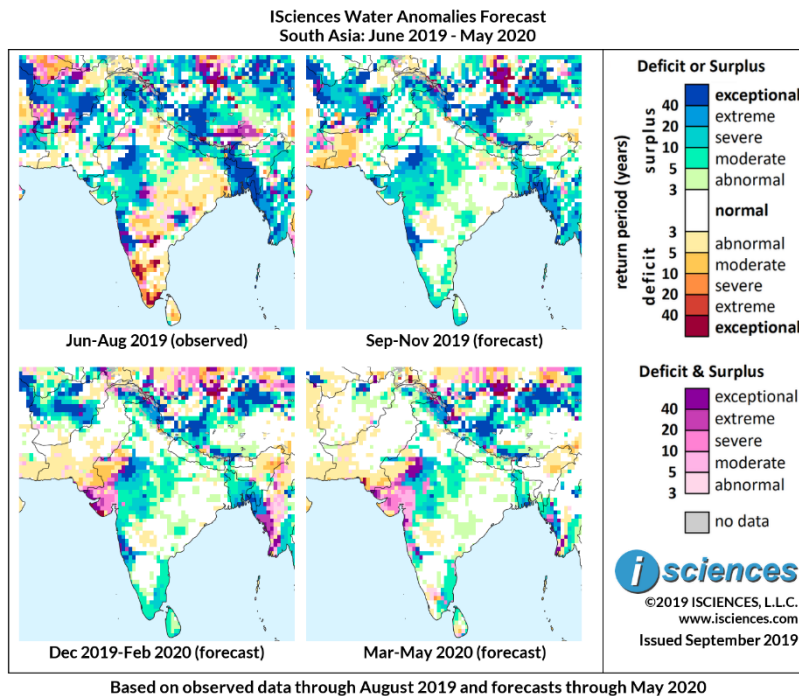 ISciences Water Anomalies Forecast
South Asia: June 2019 - May 2020
Jun-Aug 2019 (observed)
Sep-Nov 2019 (forecast)
Dec 2019-Feb 2020 (forecast)
Mar-May 2020 (forecast)
Deficit or Surplus
return period (years)
surplus
deficit
exceptional
40
extreme
20
severe
10
moderate
5
abnormal
3
normal
3
abnormal
5
moderate
10
severe
20
extreme
40
exceptional
Deficit & Surplus
exceptional
40
extreme
20
severe
10
moderate
5
abnormal
3
no data
i sciences
©2019 ISCIENCES, L.L.C.
www.isciences.com
Issued September 2019
Based on observed data through August 2019 and forecasts through May 2020